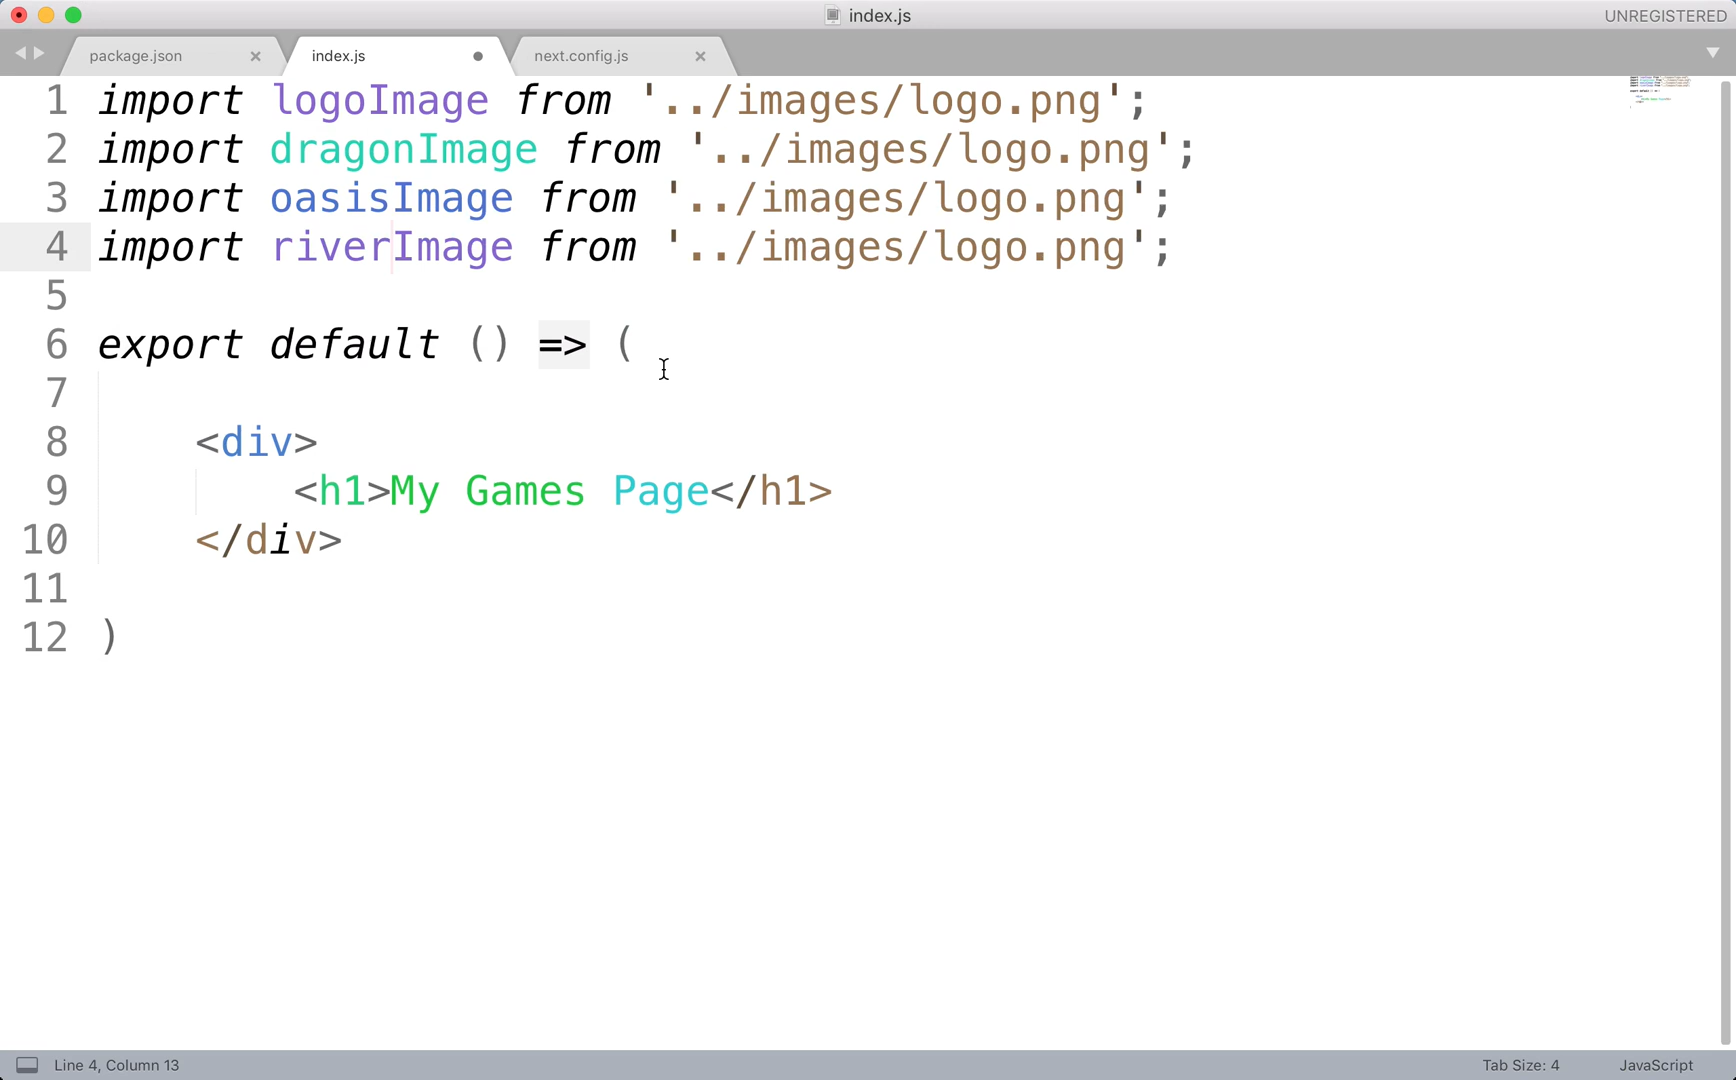 index.js
UNREGISTERED
package.json
index.js
next.config.js
1 import logoImage from '../images/logo.png';
2 import dragonImage from '../images/logo.png';
3 import oasisImage from '../images/logo.png';
4 import riverImage from '../images/logo.png';
5
6 export default () => (
7
8 <div>
9 <h1>My Games Page</h1>
10 </div>
11
12 )
Line 4, Column 13
Tab Size: 4
JavaScript